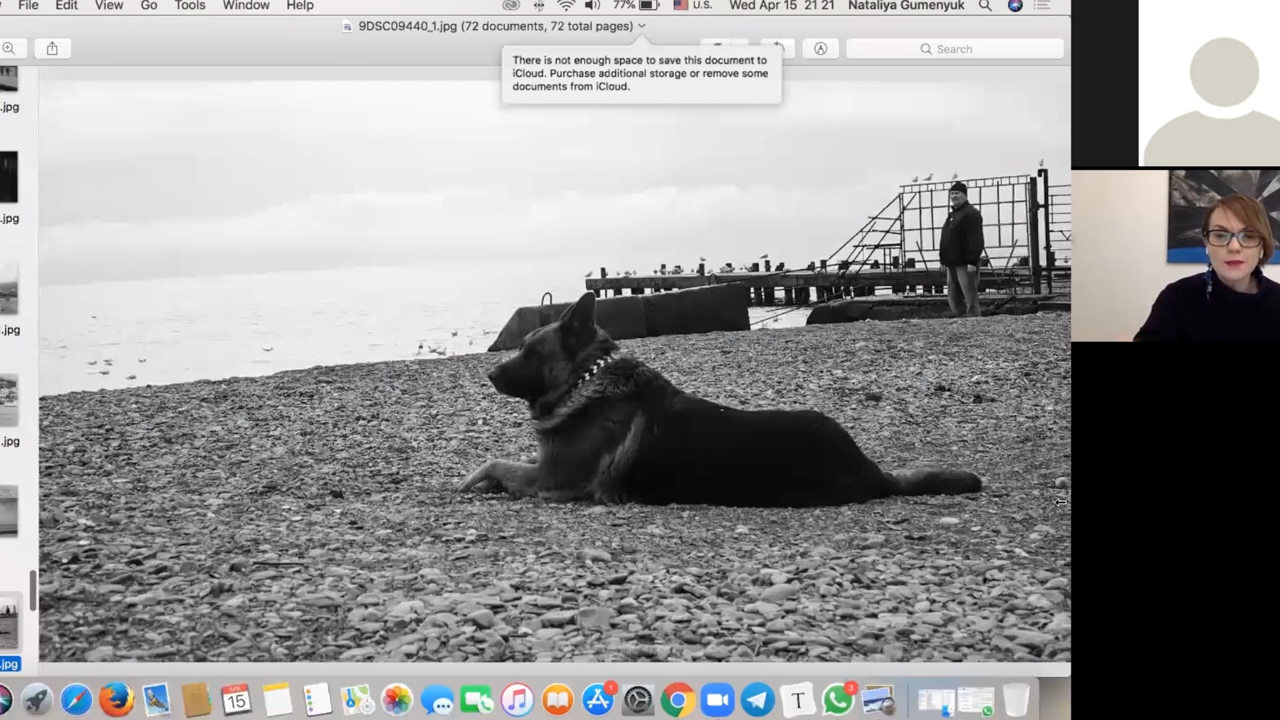 File Edit View Go Tools Window Help 77% U.S. Wed Apr 15 21 21 Nataliya Gumenyuk
9DSC09440_1.jpg (72 documents, 72 total pages)
Search
There is not enough space to save this document to
iCloud. Purchase additional storage or remove some
documents from iCloud.
.jpg
.jpg
.jpg
.jpg
.jpg
15
T
1
3